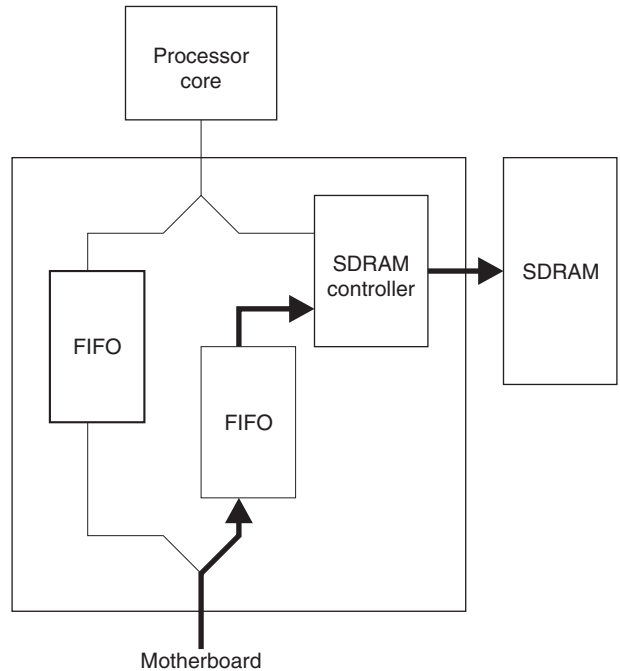 Processor
core
SDRAM
controller
SDRAM
FIFO
FIFO
Motherboard